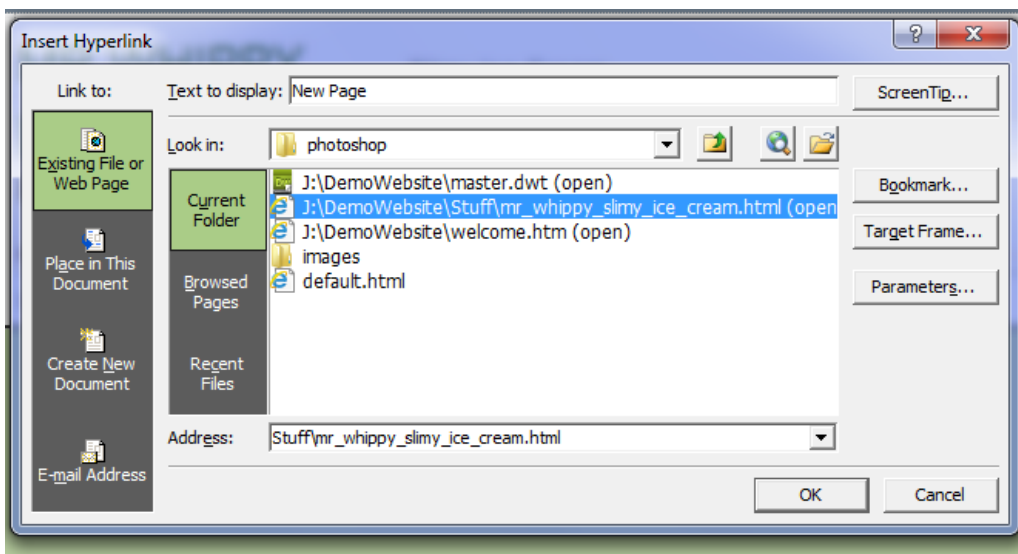 Insert Hyperlink
Link to:
Text to display: New Page
ScreenTip...
Existing File or
Web Page
Look in: photoshop
Current
Folder
J:\DemoWebsite\master.dwt (open)
J:\DemoWebsite\Stuff\mr_whippy_slimy_ice_cream.html (open
J:\DemoWebsite\welcome.htm (open)
images
default.html
Bookmark...
Target Frame...
Parameters...
Place in This
Document
Browsed
Pages
Create New
Document
Recent
Files
E-mail Address
Address: Stuff\mr_whippy_slimy_ice_cream.html
OK
Cancel